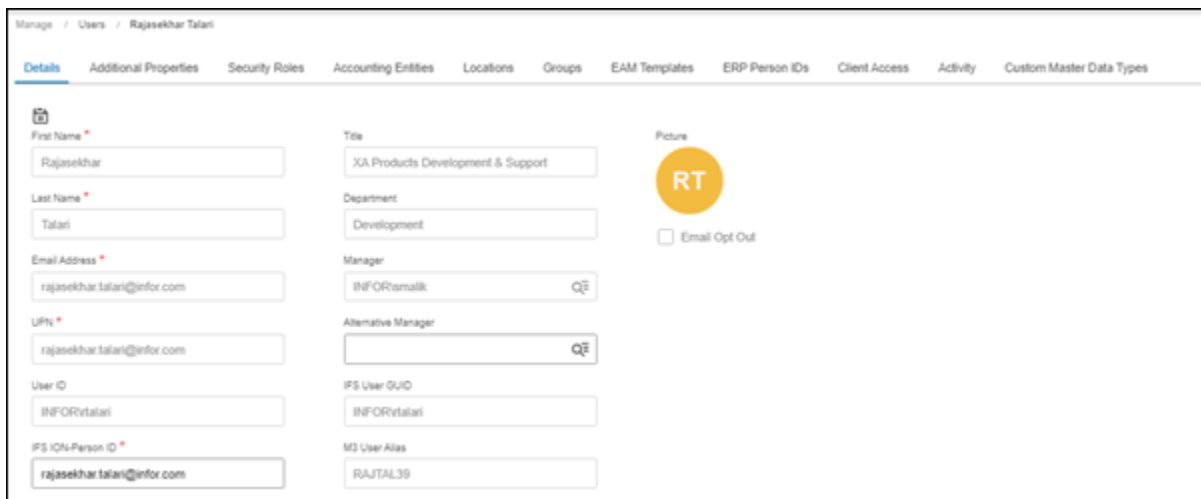 Manage / Users / Rajasekhar Talari
Details Additional Properties Security Roles Accounting Entities Locations Groups EAM Templates ERP Person IDs Client Access Activity Custom Master Data Types
First Name * Title Picture
Rajasekhar XA Products Development & Support
RT
Last Name * Department
Talari Development
Email Opt Out
Email Address * Manager
rajasekhar.talari@infor.com INFOR\smalik
UPN * Alternative Manager
rajasekhar.talari@infor.com
User ID IFS User GUID
INFOR\rtalari INFOR\rtalari
IFS ION-Person ID * M3 User Alias
rajasekhar.talari@infor.com RAJTAL39